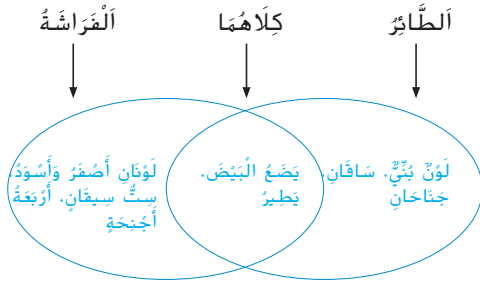 اَلطَّائِرُ
كِلَاهُمَا
اَلْفَرَاشَةُ
لَوْنٌ بُنِّيٌّ، سَاقَانِ،
جَنَاحَانِ
يَضَعُ الْبَيْضَ،
يَطِيرُ
لَوْنَانِ أَصْفَرُ وَأَسْوَدُ،
سِتُّ سِيقَانٍ، أَرْبَعَةُ
أَجْنِحَةٍ